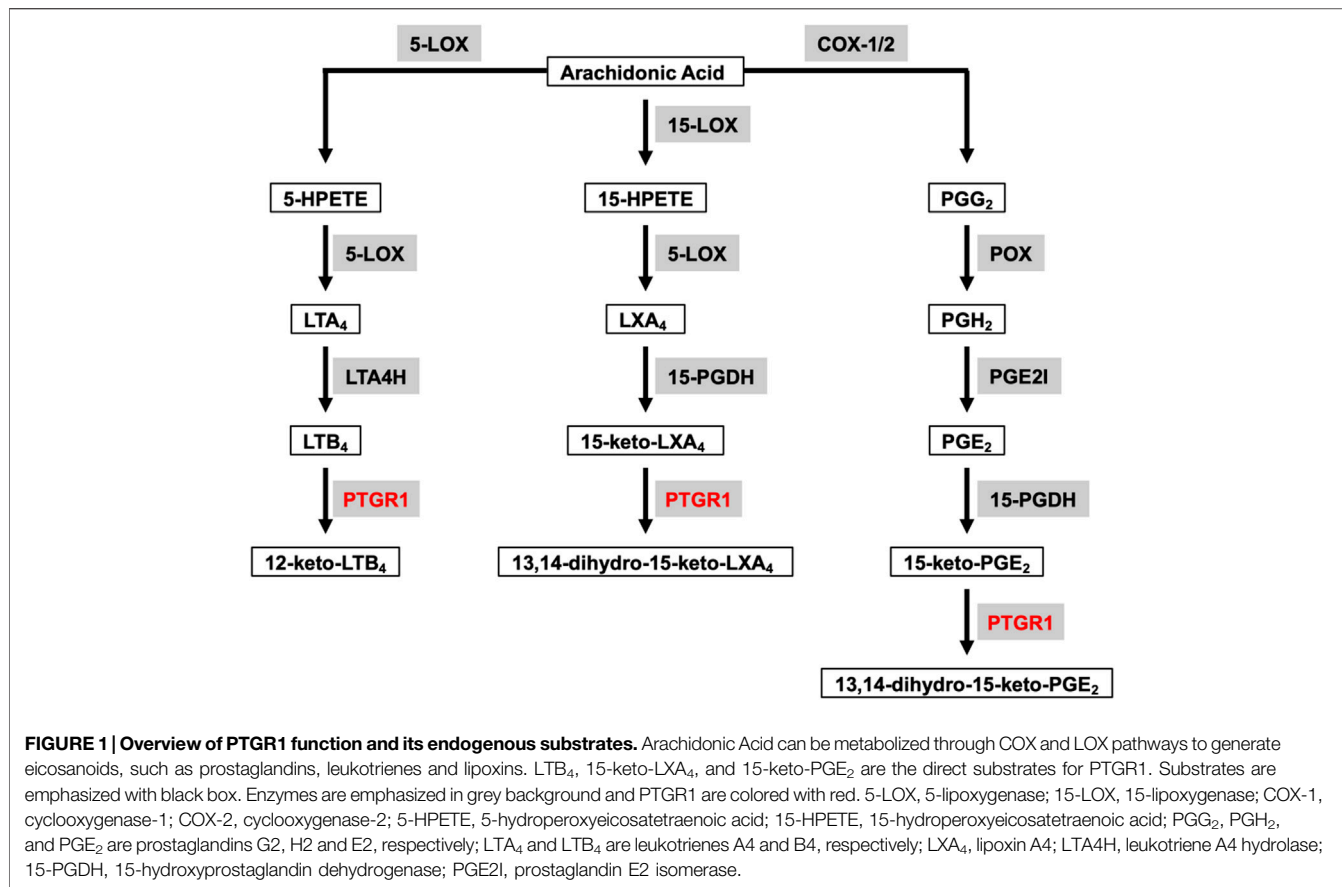 5-LOX COX-1/2
Arachidonic Acid
15-LOX
5-HPETE 15-HPETE PGG₂
5-LOX 5-LOX POX
LTA₄ LXA₄ PGH₂
LTA4H 15-PGDH PGE2I
LTB₄ 15-keto-LXA₄ PGE₂
PTGR1 PTGR1 15-PGDH
12-keto-LTB₄ 13,14-dihydro-15-keto-LXA₄ 15-keto-PGE₂
PTGR1
13,14-dihydro-15-keto-PGE₂
FIGURE 1 | Overview of PTGR1 function and its endogenous substrates. Arachidonic Acid can be metabolized through COX and LOX pathways to generate
eicosanoids, such as prostaglandins, leukotrienes and lipoxins. LTB₄, 15-keto-LXA₄, and 15-keto-PGE₂ are the direct substrates for PTGR1. Substrates are
emphasized with black box. Enzymes are emphasized in grey background and PTGR1 are colored with red. 5-LOX, 5-lipoxygenase; 15-LOX, 15-lipoxygenase; COX-1,
cyclooxygenase-1; COX-2, cyclooxygenase-2; 5-HPETE, 5-hydroperoxyeicosatetraenoic acid; 15-HPETE, 15-hydroperoxyeicosatetraenoic acid; PGG₂, PGH₂,
and PGE₂ are prostaglandins G2, H2 and E2, respectively; LTA₄ and LTB₄ are leukotrienes A4 and B4, respectively; LXA₄, lipoxin A4; LTA4H, leukotriene A4 hydrolase;
15-PGDH, 15-hydroxyprostaglandin dehydrogenase; PGE2I, prostaglandin E2 isomerase.